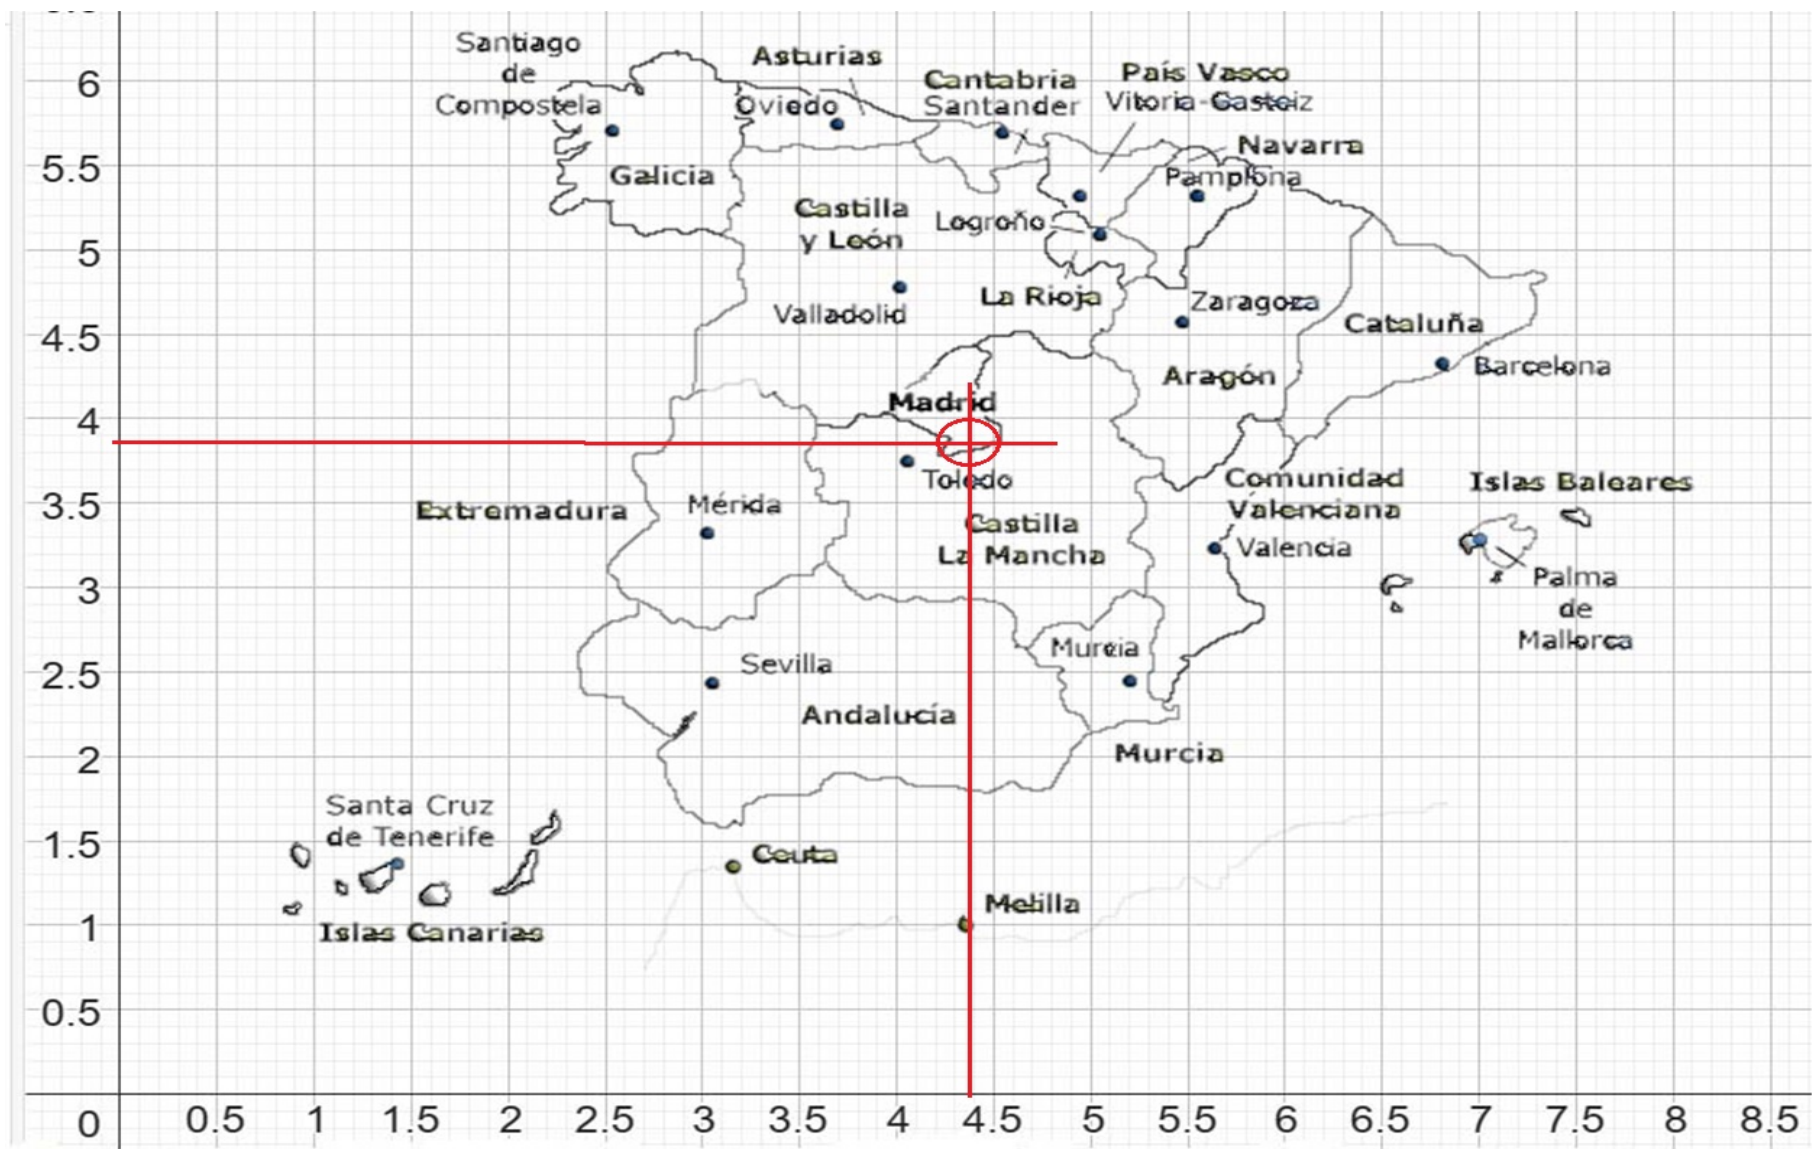 Santiago
de
Compostela
Asturias
Oviedo
Cantabria
Santander
País Vasco
Vitoria-Gasteiz
Navarra
Pamplona
Galicia
Castilla
y León
Logroño
La Rioja
Valladolid
Zaragoza
Cataluña
Barcelona
Aragón
Madrid
Toledo
Extremadura
Mérida
Castilla
La Mancha
Comunidad
Valenciana
Valencia
Islas Baleares
Palma
de
Mallorca
Murcia
Sevilla
Andalucía
Murcia
Santa Cruz
de Tenerife
Islas Canarias
Ceuta
Melilla
6
5.5
5
4.5
4
3.5
3
2.5
2
1.5
1
0.5
0
0.5 1 1.5 2 2.5 3 3.5 4 4.5 5 5.5 6 6.5 7 7.5 8 8.5